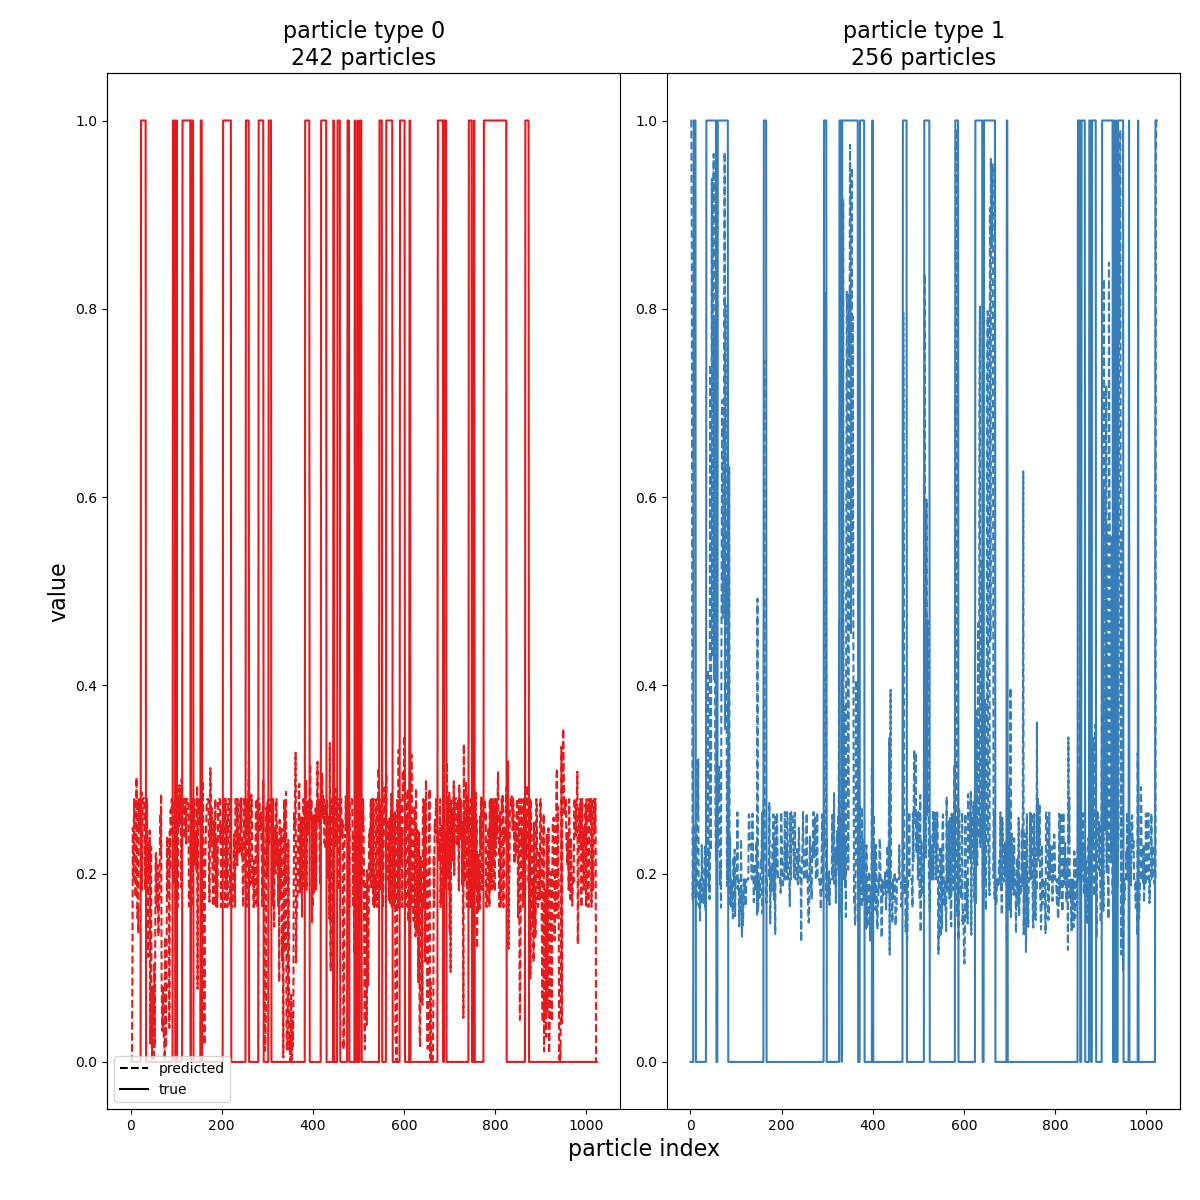 particle type 0
242 particles
particle type 1
256 particles
value
1.0
0.8
0.6
0.4
0.2
0.0
1.0
0.8
0.6
0.4
0.2
0.0
predicted
true
0 200 400 600 800 1000
0 200 400 600 800 1000
particle index